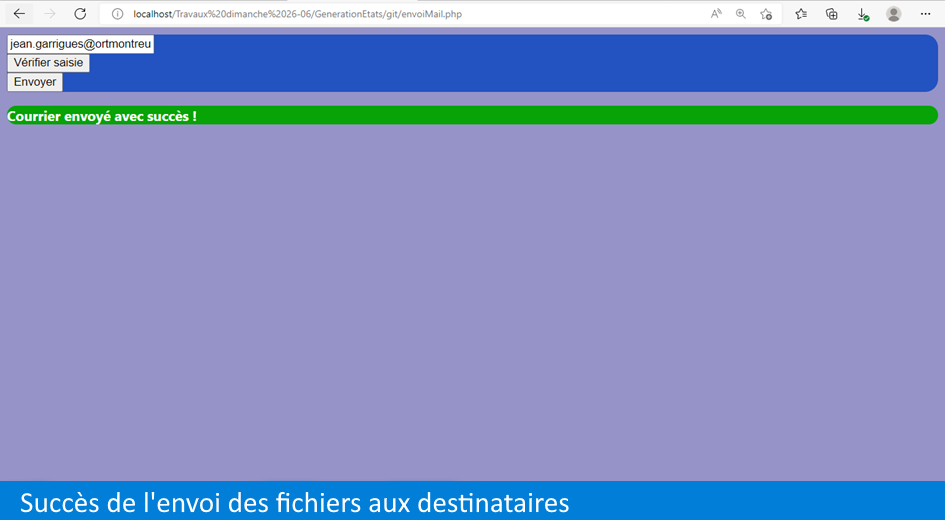 localhost/Travaux%20dimanche%2026-06/GenerationEtats/git/envoiMail.php
jean.garrigues@ortmontreu
Vérifier saisie
Envoyer
Courrier envoyé avec succès !
Succès de l'envoi des fichiers aux destinataires